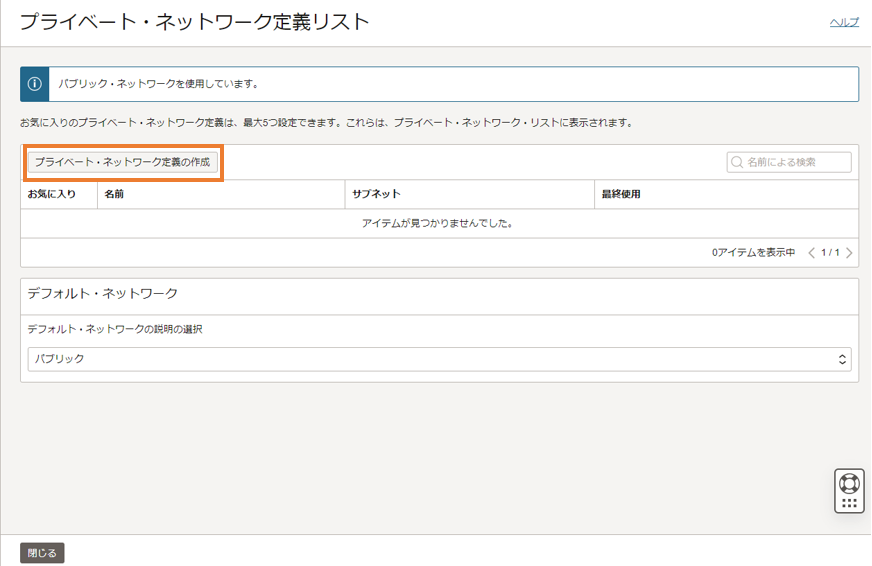 プライベート・ネットワーク定義リスト
ヘルプ
パブリック・ネットワークを使用しています。
お気に入りのプライベート・ネットワーク定義は、最大5つ設定できます。これらは、プライベート・ネットワーク・リストに表示されます。
プライベート・ネットワーク定義の作成
名前による検索
お気に入り 名前 サブネット 最終使用
アイテムが見つかりませんでした。
0アイテムを表示中 1 / 1
デフォルト・ネットワーク
デフォルト・ネットワークの説明の選択
パブリック
閉じる